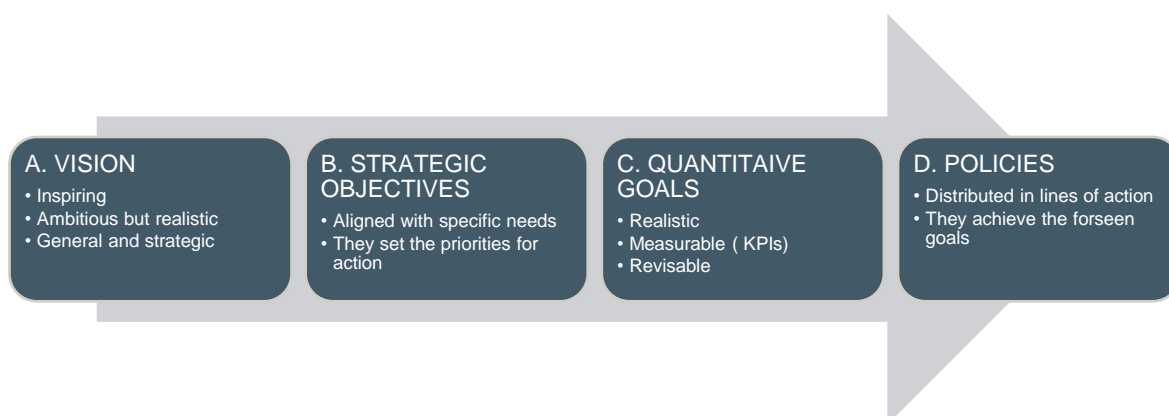 A. VISION
• Inspiring
• Ambitious but realistic
• General and strategic
B. STRATEGIC
OBJECTIVES
• Aligned with specific needs
• They set the priorities for
action
C. QUANTITAIVE
GOALS
• Realistic
• Measurable ( KPIs)
• Revisable
D. POLICIES
• Distributed in lines of action
• They achieve the forseen
goals